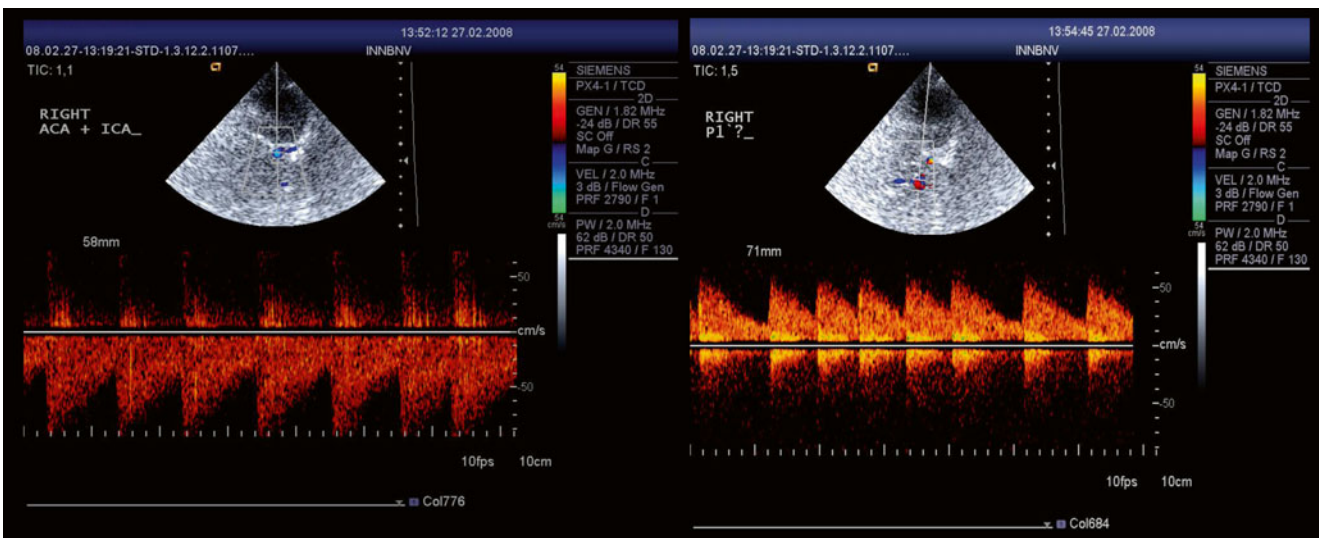 13:52:12 27.02.2008
08.02.27-13:19:21-STD-1.3.12.2.1107....
INNBNV
TIC: 1,1
RIGHT
ACA + ICA_
54
54
cm/s
SIEMENS
PX4-1 / TCD
2D
GEN / 1.82 MHz
-24 dB / DR 55
SC Off
Map G / RS 2
C
VEL / 2.0 MHz
3 dB / Flow Gen
PRF 2790 / F 1
D
PW / 2.0 MHz
62 dB / DR 50
PRF 4340 / F 130
58mm
-50
-cm/s
-50
10fps 10cm
Col776
13:54:45 27.02.2008
08.02.27-13:19:21-STD-1.3.12.2.1107....
INNBNV
TIC: 1,5
RIGHT
P1`?_
54
54
cm/s
SIEMENS
PX4-1 / TCD
2D
GEN / 1.82 MHz
-24 dB / DR 55
SC Off
Map G / RS 2
C
VEL / 2.0 MHz
3 dB / Flow Gen
PRF 2790 / F 1
D
PW / 2.0 MHz
62 dB / DR 50
PRF 4340 / F 130
71mm
-50
-cm/s
-50
10fps 10cm
Col684